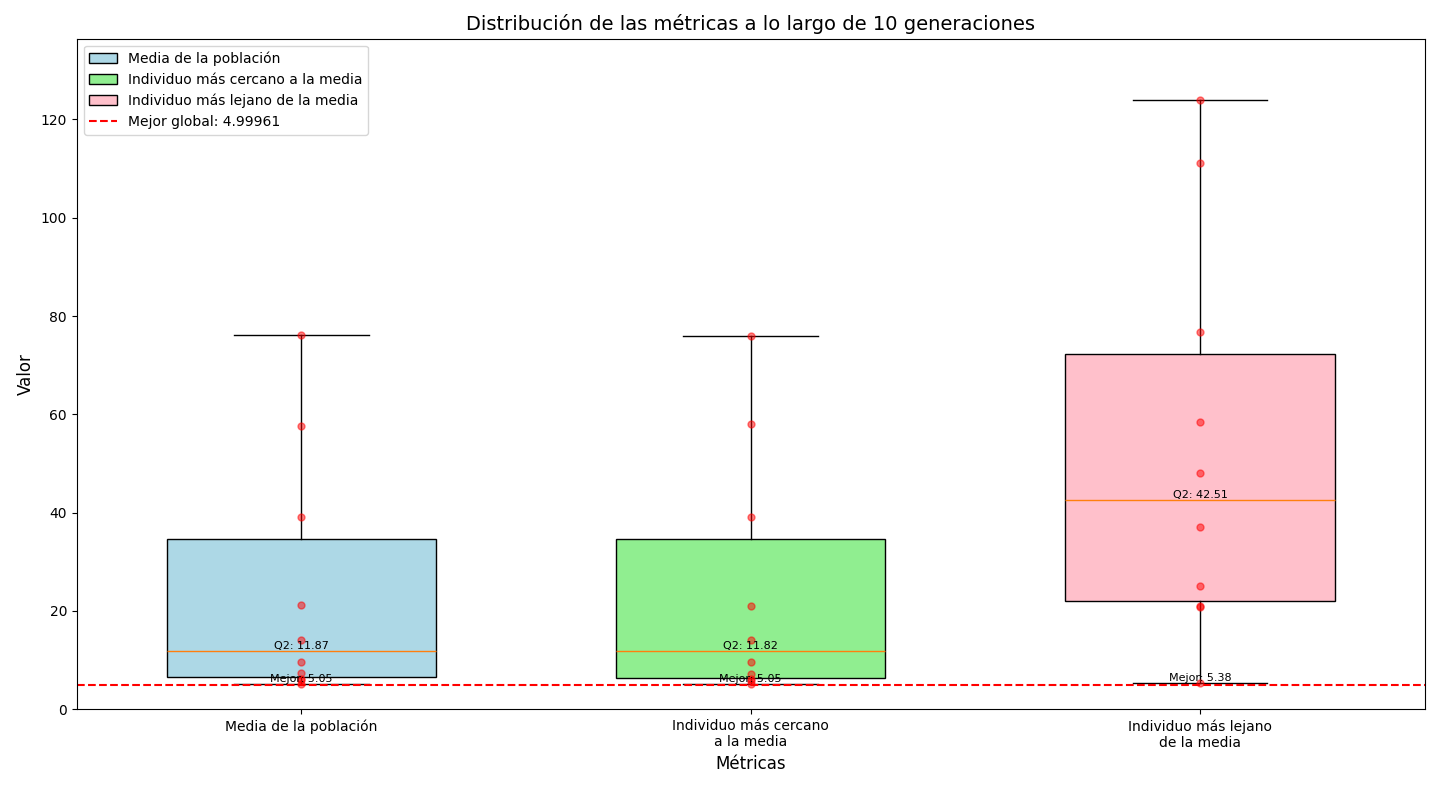 Distribución de las métricas a lo largo de 10 generaciones
Media de la población
Individuo más cercano a la media
Individuo más lejano de la media
Mejor global: 4.99961
Valor
120
100
80
60
40
20
0
Q2: 11.87
Mejor: 5.05
Q2: 11.82
Mejor: 5.05
Q2: 42.51
Mejor: 5.38
Media de la población
Individuo más cercano
a la media
Individuo más lejano
de la media
Métricas